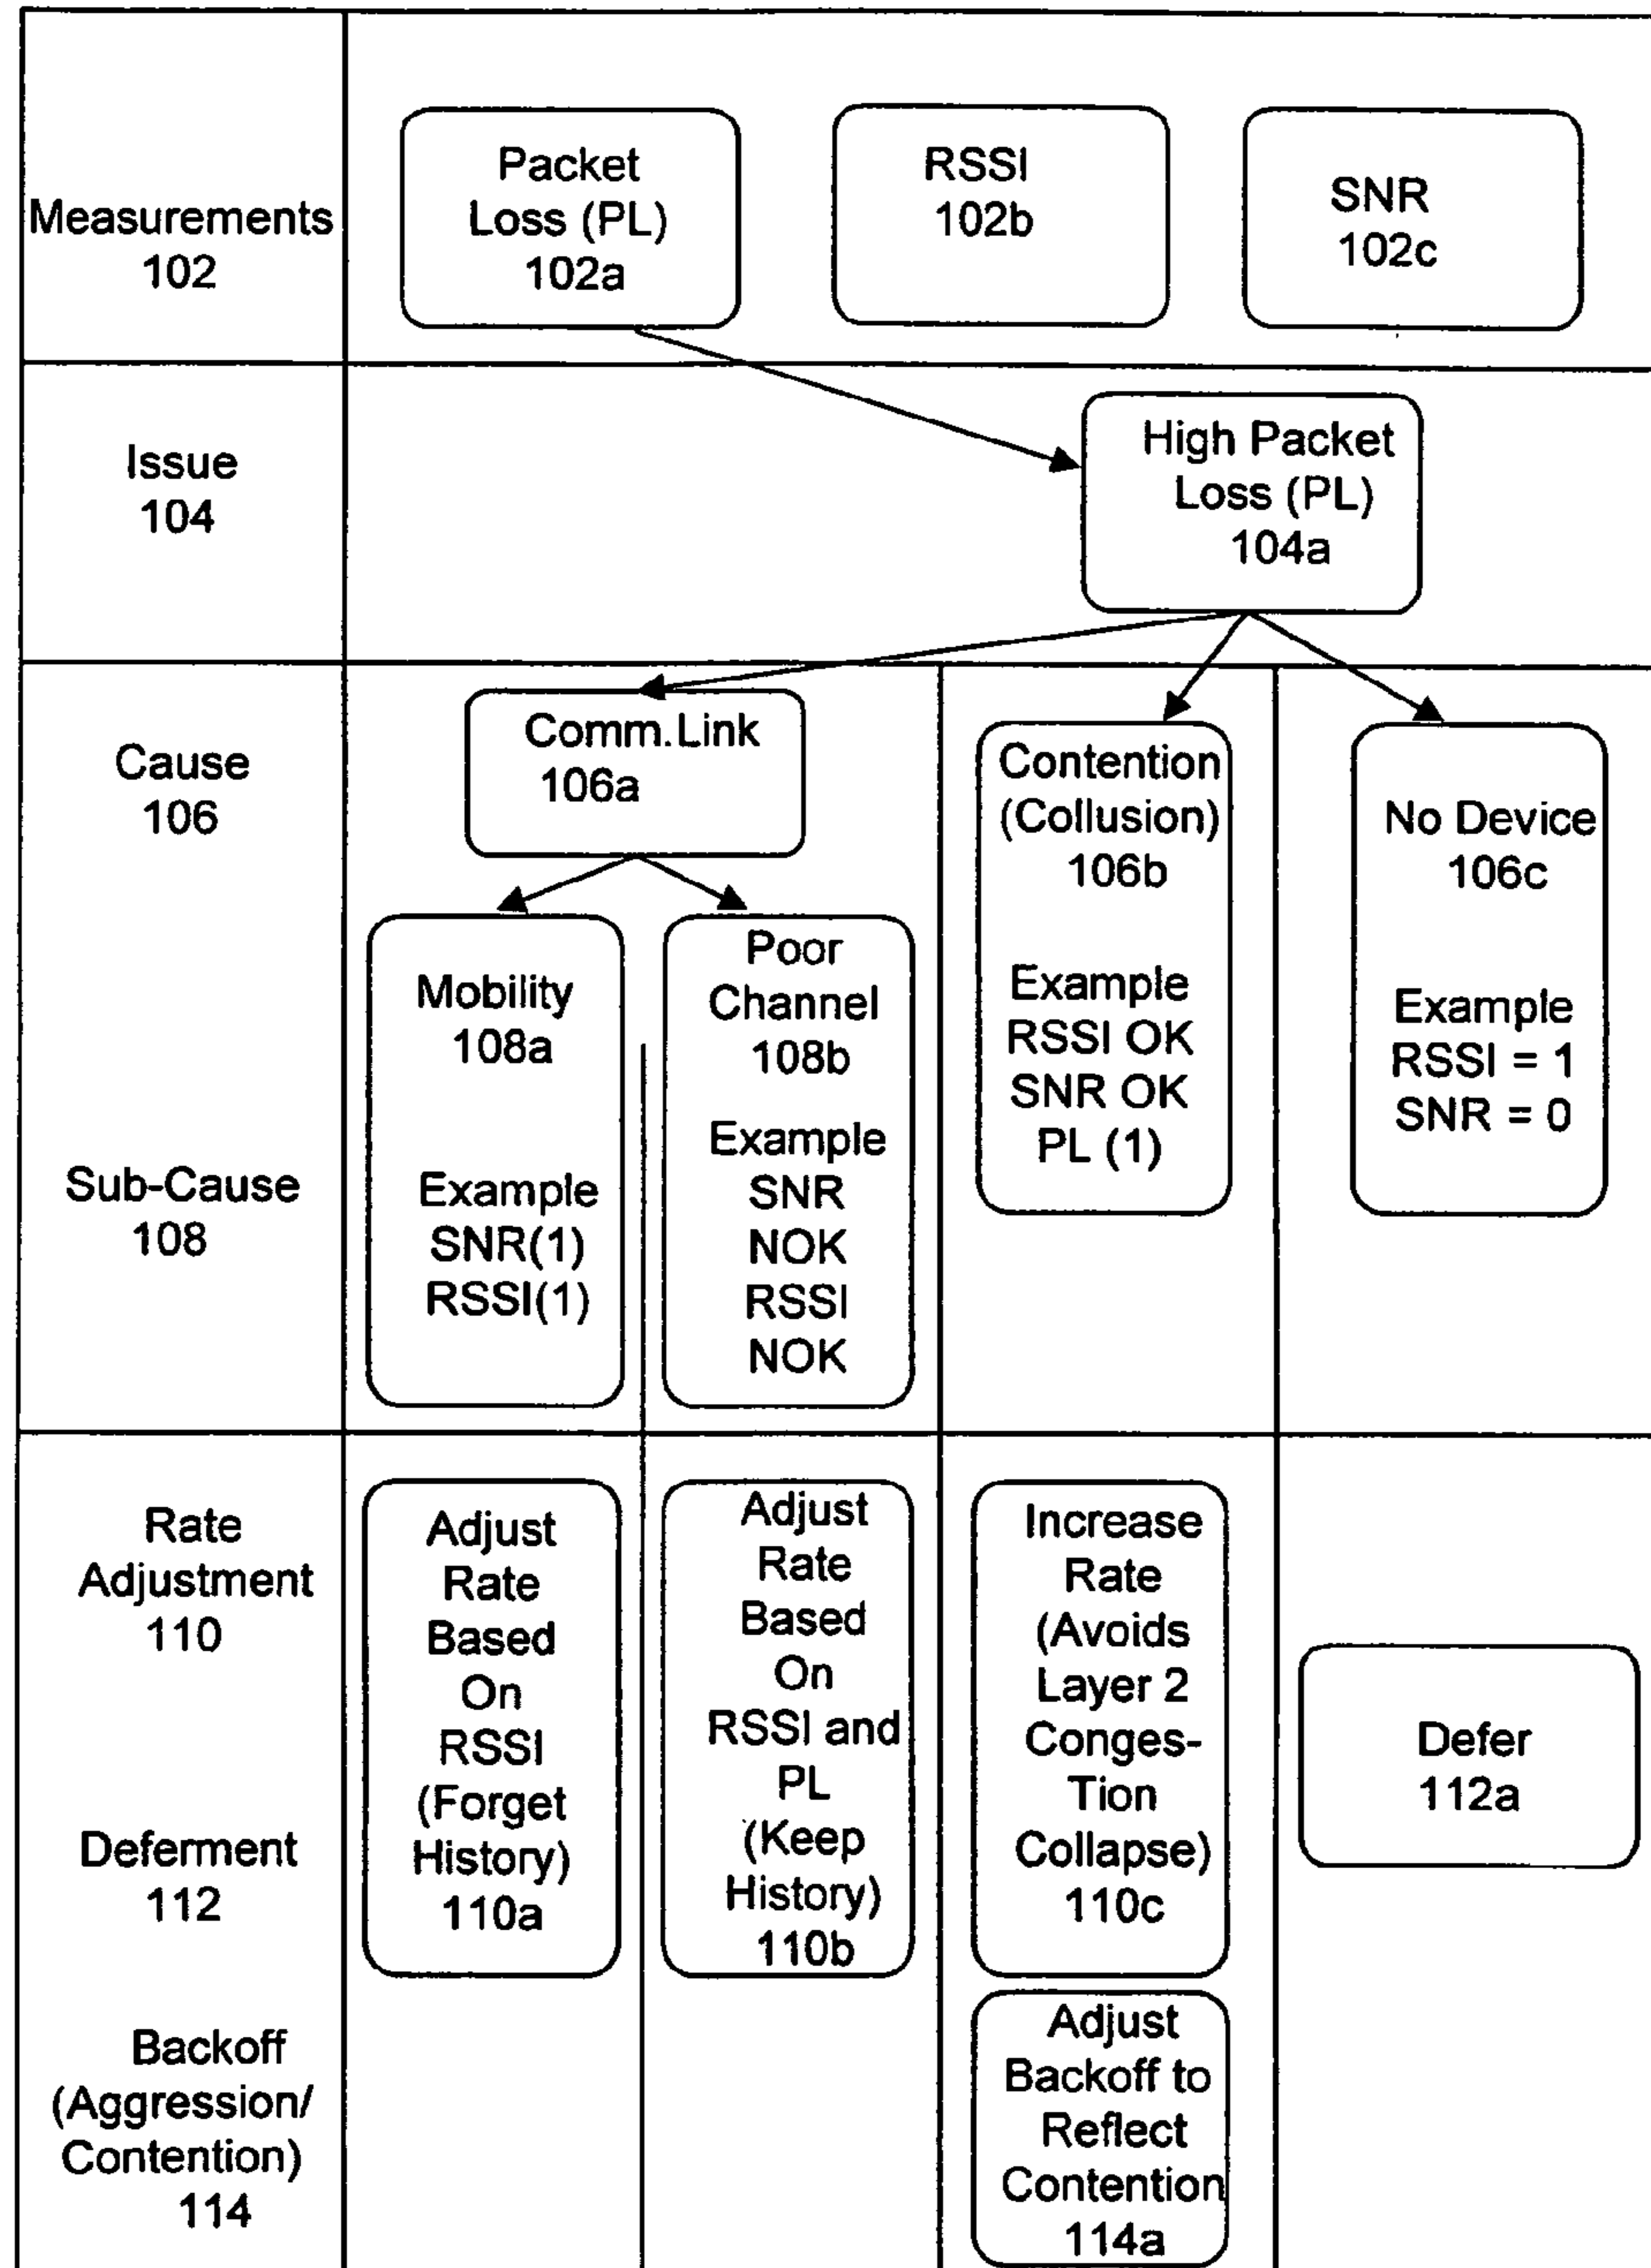 Measurements
102
Packet
Loss (PL)
102a
RSSI
102b
SNR
102c
Issue
104
High Packet
Loss (PL)
104a
Cause
106
Comm.Link
106a
Contention
(Collusion)
106b
Example
RSSI OK
SNR OK
PL (1)
No Device
106c
Example
RSSI = 1
SNR = 0
Sub-Cause
108
Mobility
108a
Example
SNR(1)
RSSI(1)
Poor
Channel
108b
Example
SNR
NOK
RSSI
NOK
Rate
Adjustment
110
Adjust
Rate
Based
On
RSSI
(Forget
History)
110a
Adjust
Rate
Based
On
RSSI and
PL
(Keep
History)
110b
Increase
Rate
(Avoids
Layer 2
Conges-
Tion
Collapse)
110c
Deferment
112
Defer
112a
Backoff
(Aggression/
Contention)
114
Adjust
Backoff to
Reflect
Contention
114a